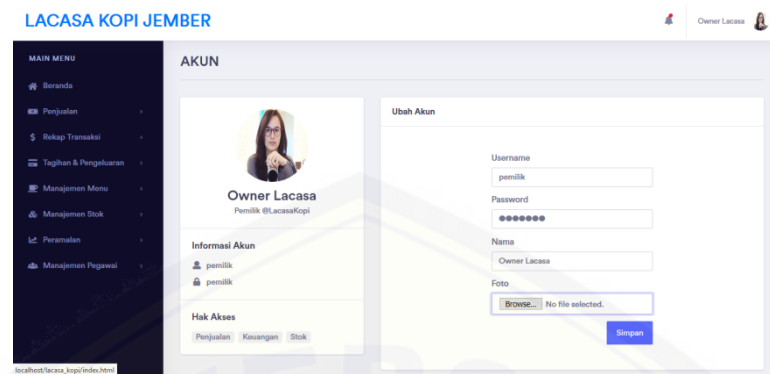 LACASA KOPI JEMBER
Owner Lacasa
MAIN MENU
Beranda
Penjualan
Rekap Transaksi
Tagihan & Pengeluaran
Manajemen Menu
Manajemen Stok
Peramalan
Manajemen Pegawai
localhost/lacasa_kopi/index.html
AKUN
Owner Lacasa
Pemilik @LacasaKopi
Informasi Akun
pemilik
pemilik
Hak Akses
Penjualan Keuangan Stok
Ubah Akun
Username
pemilik
Password
Nama
Owner Lacasa
Foto
Browse... No file selected.
Simpan